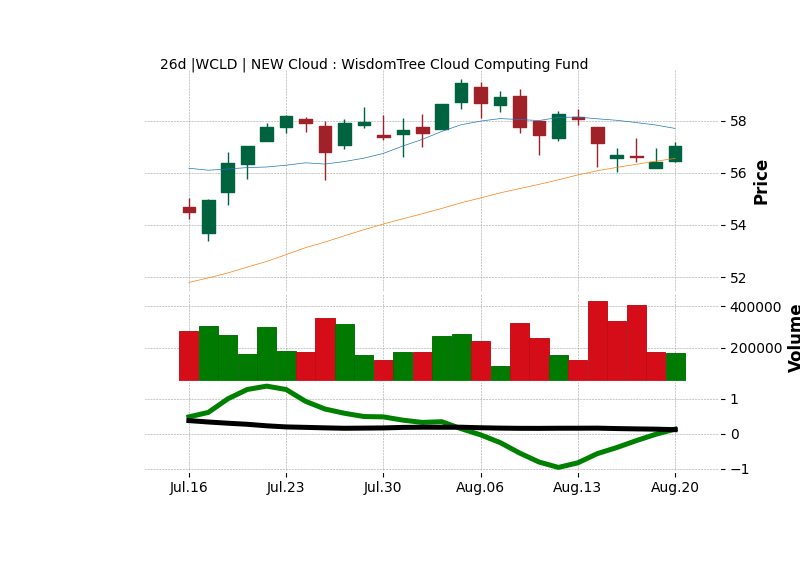 26d |WCLD | NEW Cloud : WisdomTree Cloud Computing Fund
58
56
54
52
Price
400000
200000
Volume
1
0
−1
Jul.16 Jul.23 Jul.30 Aug.06 Aug.13 Aug.20